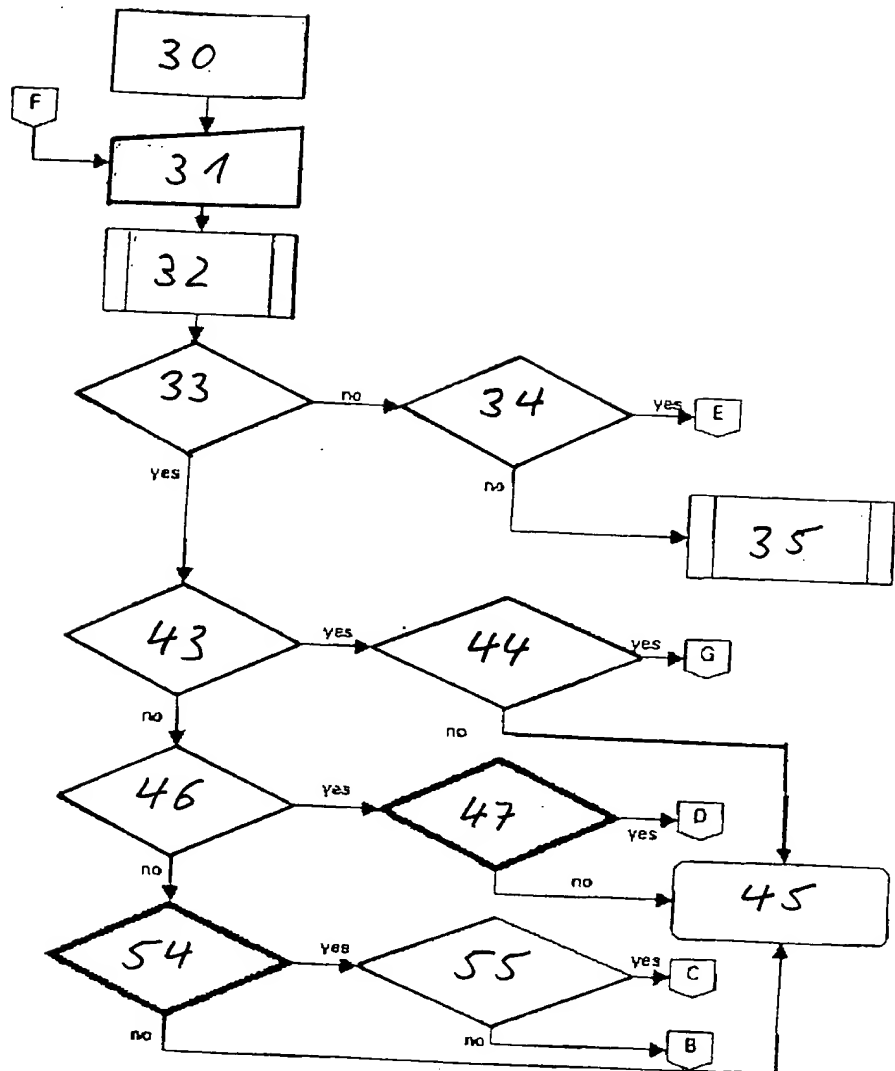 30
F
31
32
33
no
34
yes
E
yes
no
35
43
yes
44
yes
G
no
no
46
yes
47
yes
D
no
no
45
54
yes
55
yes
C
no
no
B